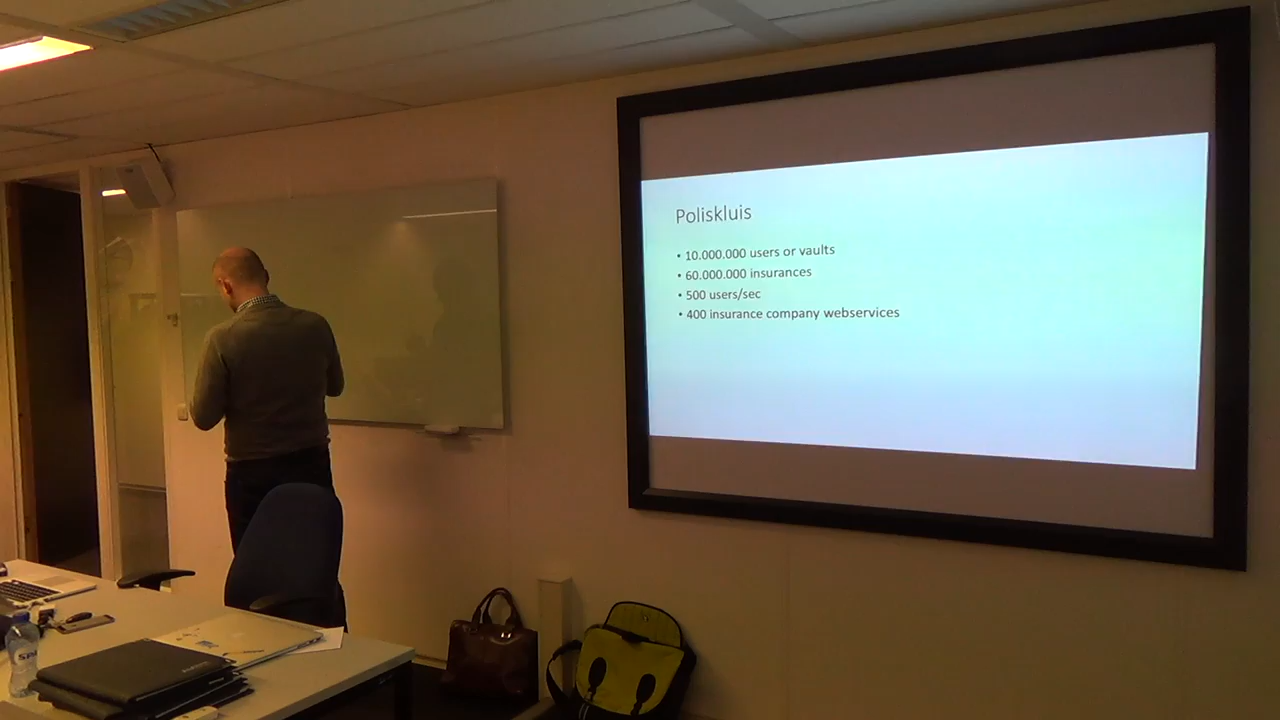 Poliskluis
• 10.000.000 users or vaults
• 60.000.000 insurances
• 500 users/sec
• 400 insurance company webservices